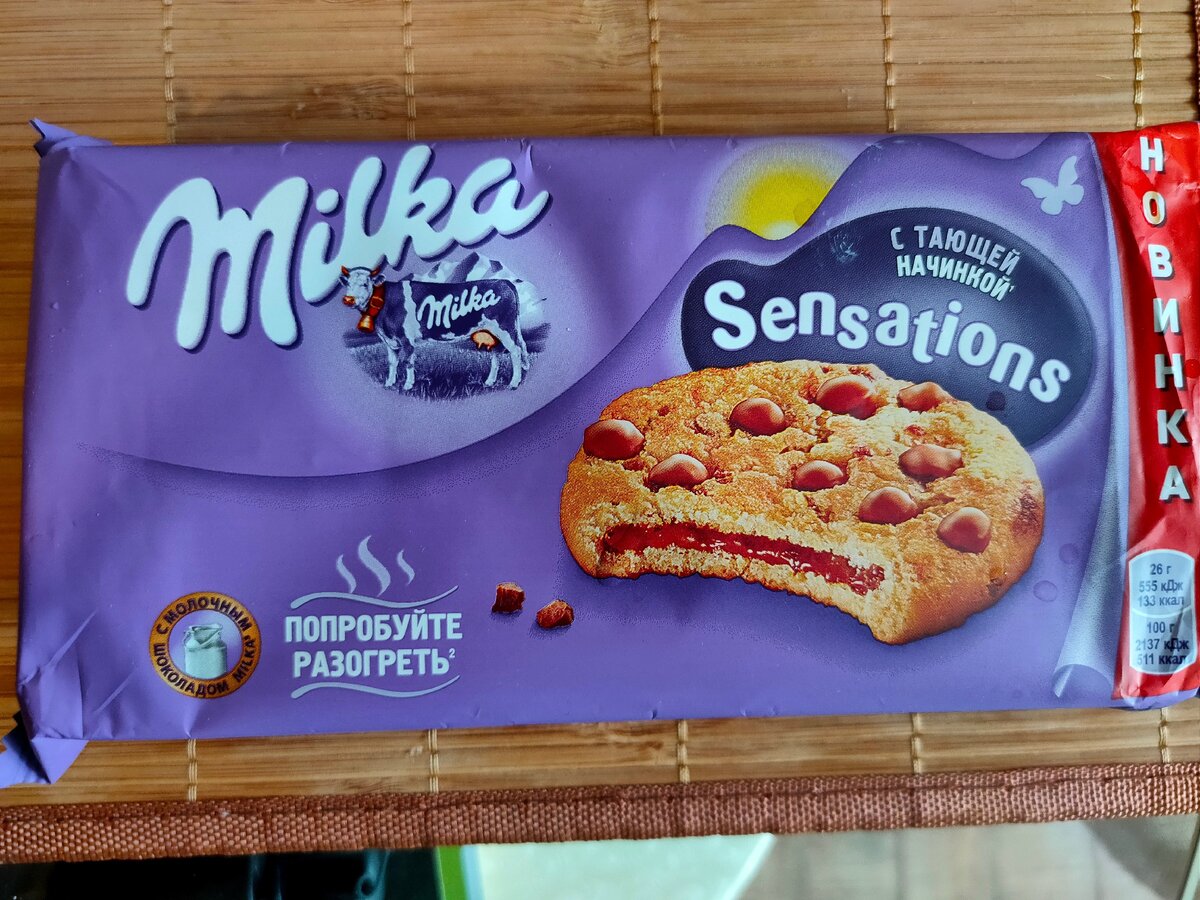 Milka
Milka
С ТАЮЩЕЙ
НАЧИНКОЙ¹
Sensations
НОВИНКА
С МОЛОЧНЫМ
ШОКОЛАДОМ MILKA
ПОПРОБУЙТЕ
РАЗОГРЕТЬ²
26 г
555 кДж
133 ккал
100 г
2137 кДж
511 ккал